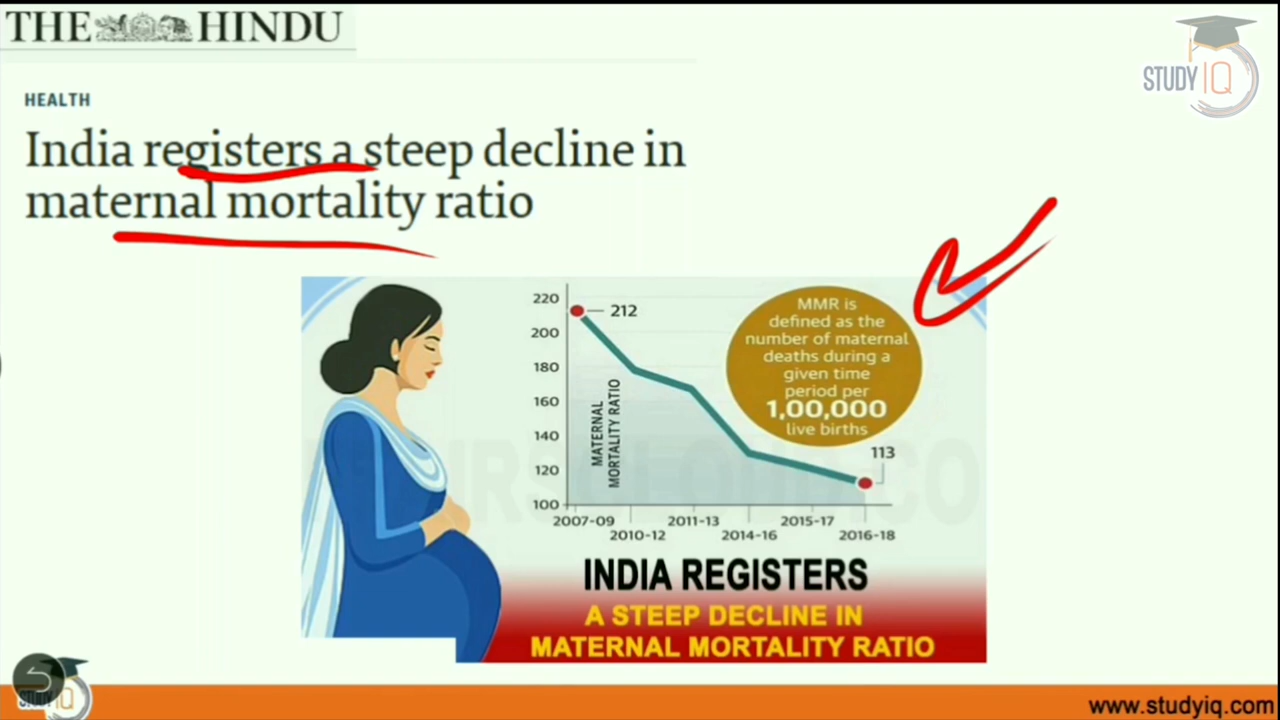 THE HINDU
STUDY IQ
HEALTH
India registers a steep decline in
maternal mortality ratio
220
200
180
160
140
120
100
212
MATERNAL
MORTALITY RATIO
MMR is
defined as the
number of maternal
deaths during a
given time
period per
1,00,000
live births
113
2007-09
2010-12
2011-13
2014-16
2015-17
2016-18
INDIA REGISTERS
A STEEP DECLINE IN
MATERNAL MORTALITY RATIO
STUDY IQ
www.studyiq.com